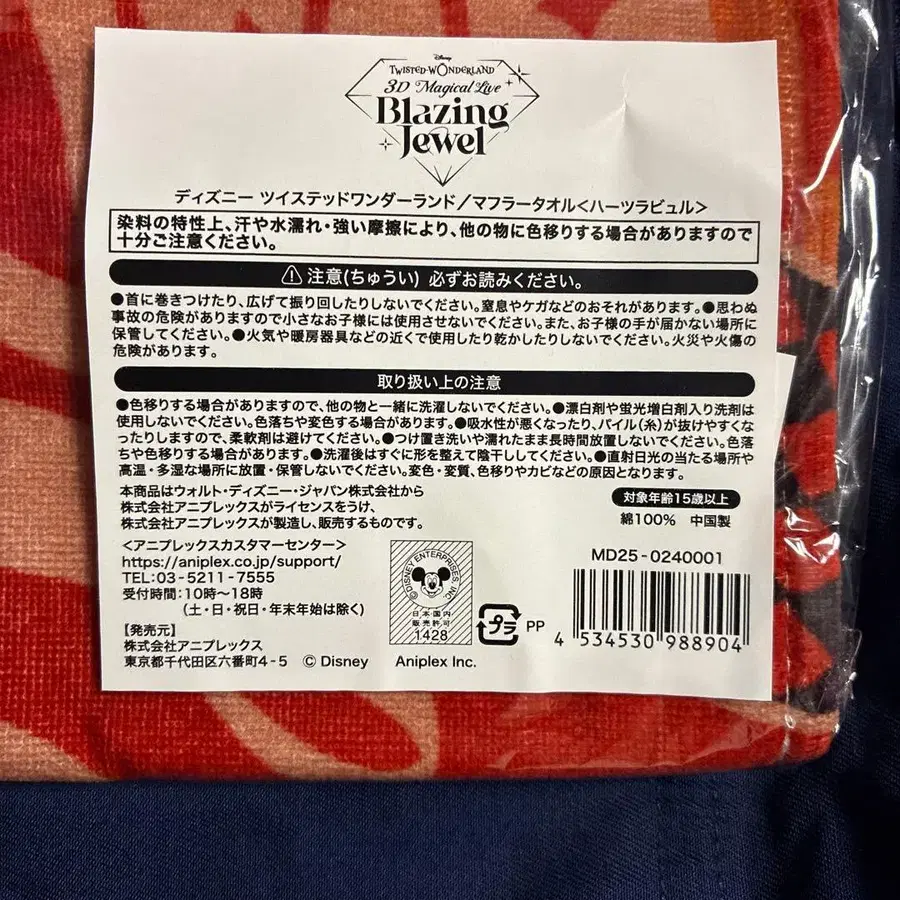 Disney
TWISTED-WONDERLAND
3D Magical Live
Blazing
Jewel
ディズニー ツイステッドワンダーランド/マフラータオル<ハーツラビュル>
染料の特性上、汗や水濡れ・強い摩擦により、他の物に色移りする場合がありますので
十分ご注意ください。
⚠注意(ちゅうい) 必ずお読みください。
●首に巻きつけたり、広げて振り回したりしないでください。窒息やケガなどのおそれがあります。●思わぬ
事故の危険がありますので小さなお子様には使用させないでください。また、お子様の手が届かない場所に
保管してください。●火気や暖房器具などの近くで使用したり乾かしたりしないでください。火災や火傷の
危険があります。
取り扱い上の注意
●色移りする場合がありますので、他の物と一緒に洗濯しないでください。●漂白剤や蛍光増白剤入り洗剤は
使用しないでください。色落ちや変色する場合があります。●吸水性が悪くなったり、パイル(糸)が抜けやすくな
ったりしますので、柔軟剤は避けてください。●つけ置き洗いや濡れたまま長時間放置しないでください。色落
ちや色移りする場合があります。●洗濯後はすぐに形を整えて陰干ししてください。●直射日光の当たる場所や
高温・多湿な場所に放置・保管しないでください。変色・変質、色移りやカビなどの原因となります。
本商品はウォルト・ディズニー・ジャパン株式会社から
株式会社アニプレックスがライセンスをうけ、
株式会社アニプレックスが製造し、販売するものです。
対象年齢15歳以上
綿100% 中国製
<アニプレックスカスタマーセンター>
https://aniplex.co.jp/support/
TEL:03-5211-7555
受付時間:10時～18時
(土・日・祝日・年末年始は除く)
【発売元】
株式会社アニプレックス
東京都千代田区六番町4-5 © Disney
© DISNEY ENTERPRISES, INC.
日本国内
販売許可
1428
プラ PP
Aniplex Inc.
MD25-0240001
4 534530 988904